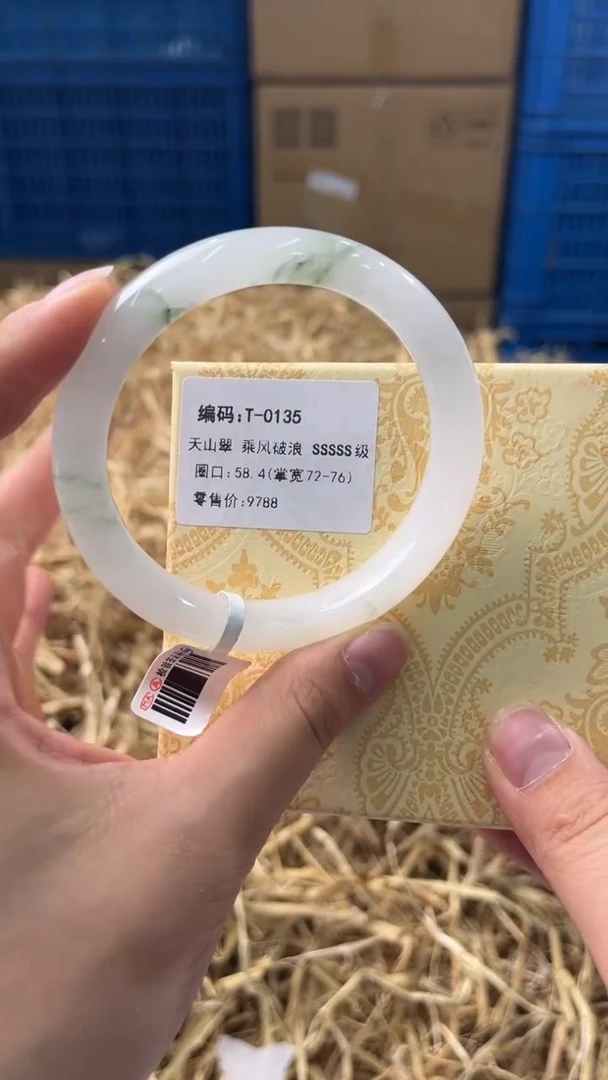 编码:T-0135
天山翠 乘风破浪 SSSSS级
圈口:58.4(掌宽72-76)
零售价:9788